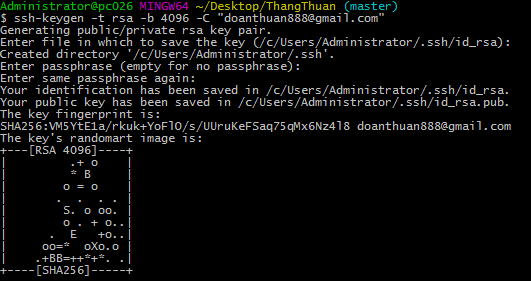 Administrator@pc026 MINGW64 ~/Desktop/ThangThuan (master)
$ ssh-keygen -t rsa -b 4096 -C "doanthuan888@gmail.com"
Generating public/private rsa key pair.
Enter file in which to save the key (/c/Users/Administrator/.ssh/id_rsa):
Created directory '/c/Users/Administrator/.ssh'.
Enter passphrase (empty for no passphrase):
Enter same passphrase again:
Your identification has been saved in /c/Users/Administrator/.ssh/id_rsa.
Your public key has been saved in /c/Users/Administrator/.ssh/id_rsa.pub.
The key fingerprint is:
SHA256:VM5YtE1a/rkuk+YoFlO/s/UUruKeFSaq75qMx6Nz4l8 doanthuan888@gmail.com
The key's randomart image is:
+---[RSA 4096]----+
|          .+ o   |
|          * B    |
|         o = o   |
|        .  . . . |
|        S. o oo. |
|        o . + o..|
|      .  E   +o..|
|     oo=*  oXo.o |
|    .+BB=++*+*. .|
+----[SHA256]-----+